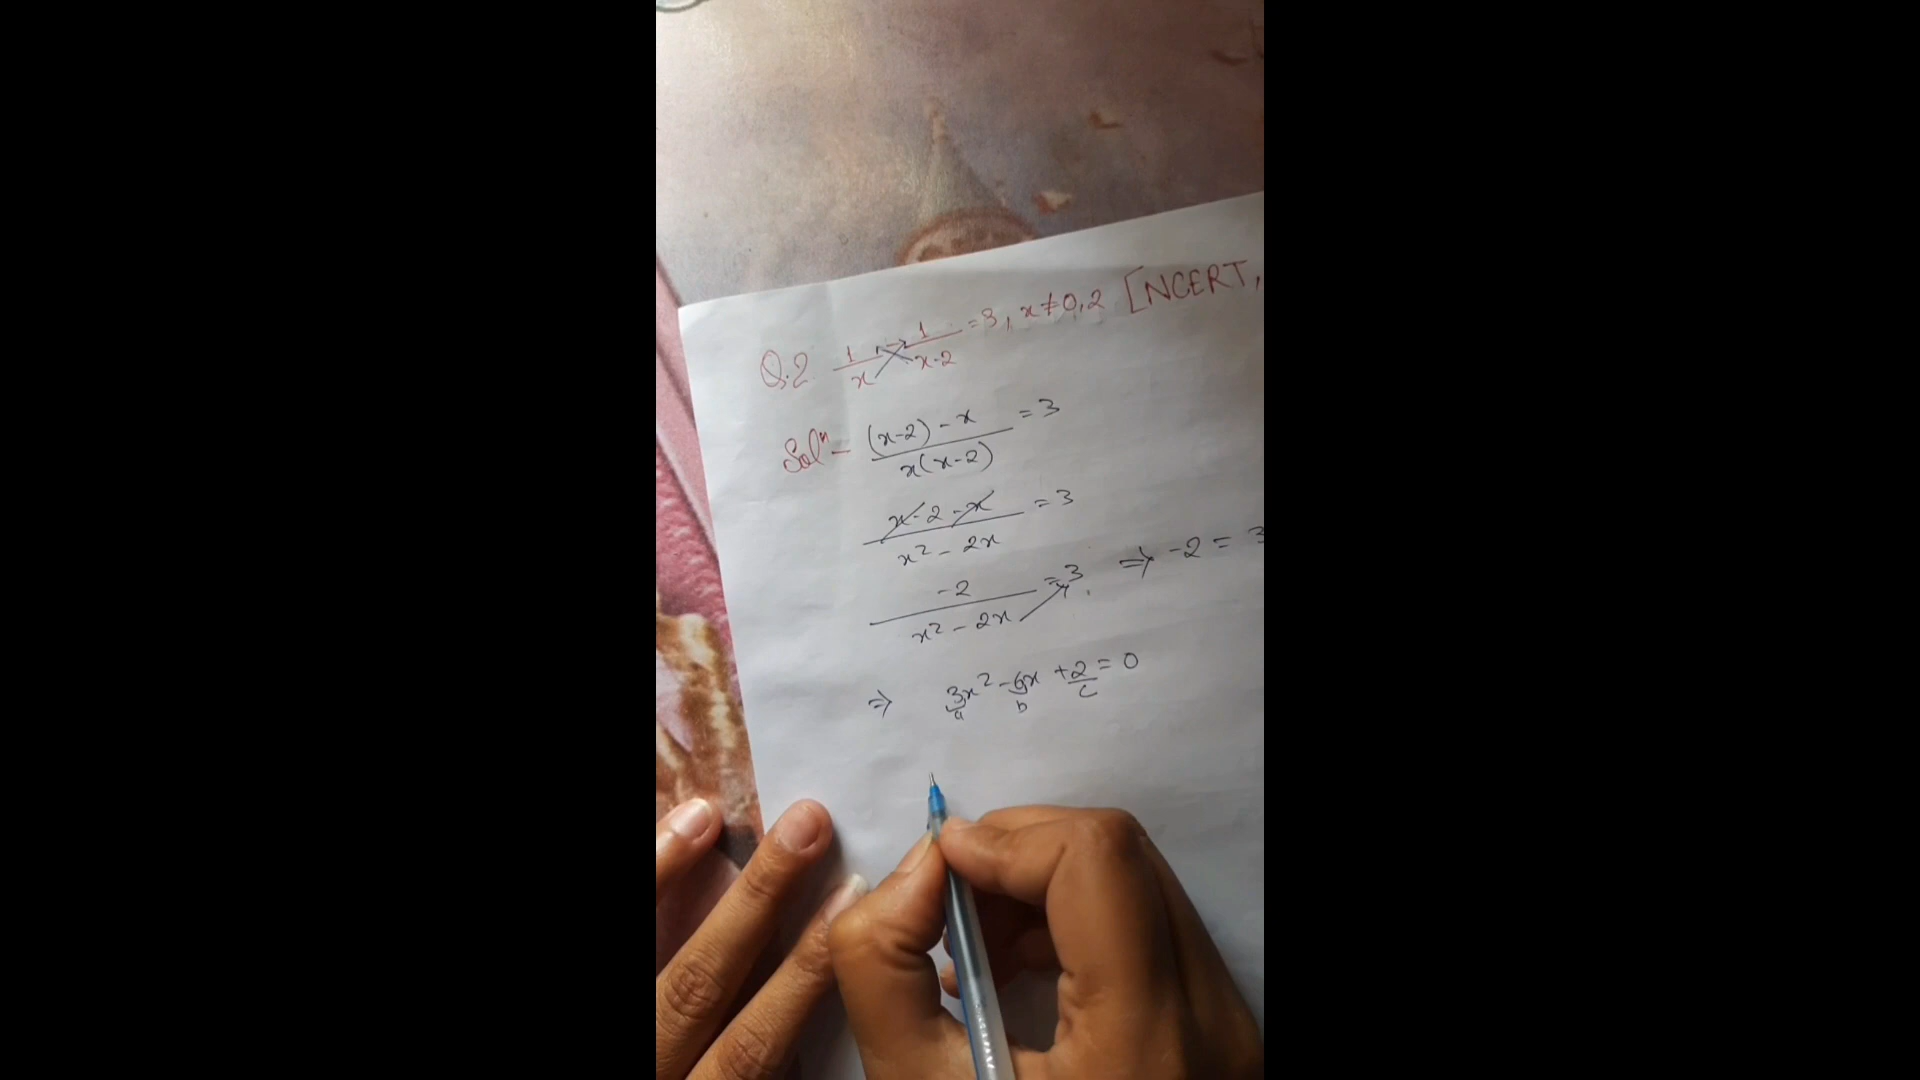 Q.2 1/x - 1/x-2 = 3, x≠0,2 [NCERT,
Solⁿ - (x-2) - x / x(x-2) = 3
x - 2 - x / x² - 2x = 3
-2 / x² - 2x = 3 ⇒ -2 = 3
⇒ 3x² - 6x + 2 = 0
a b c